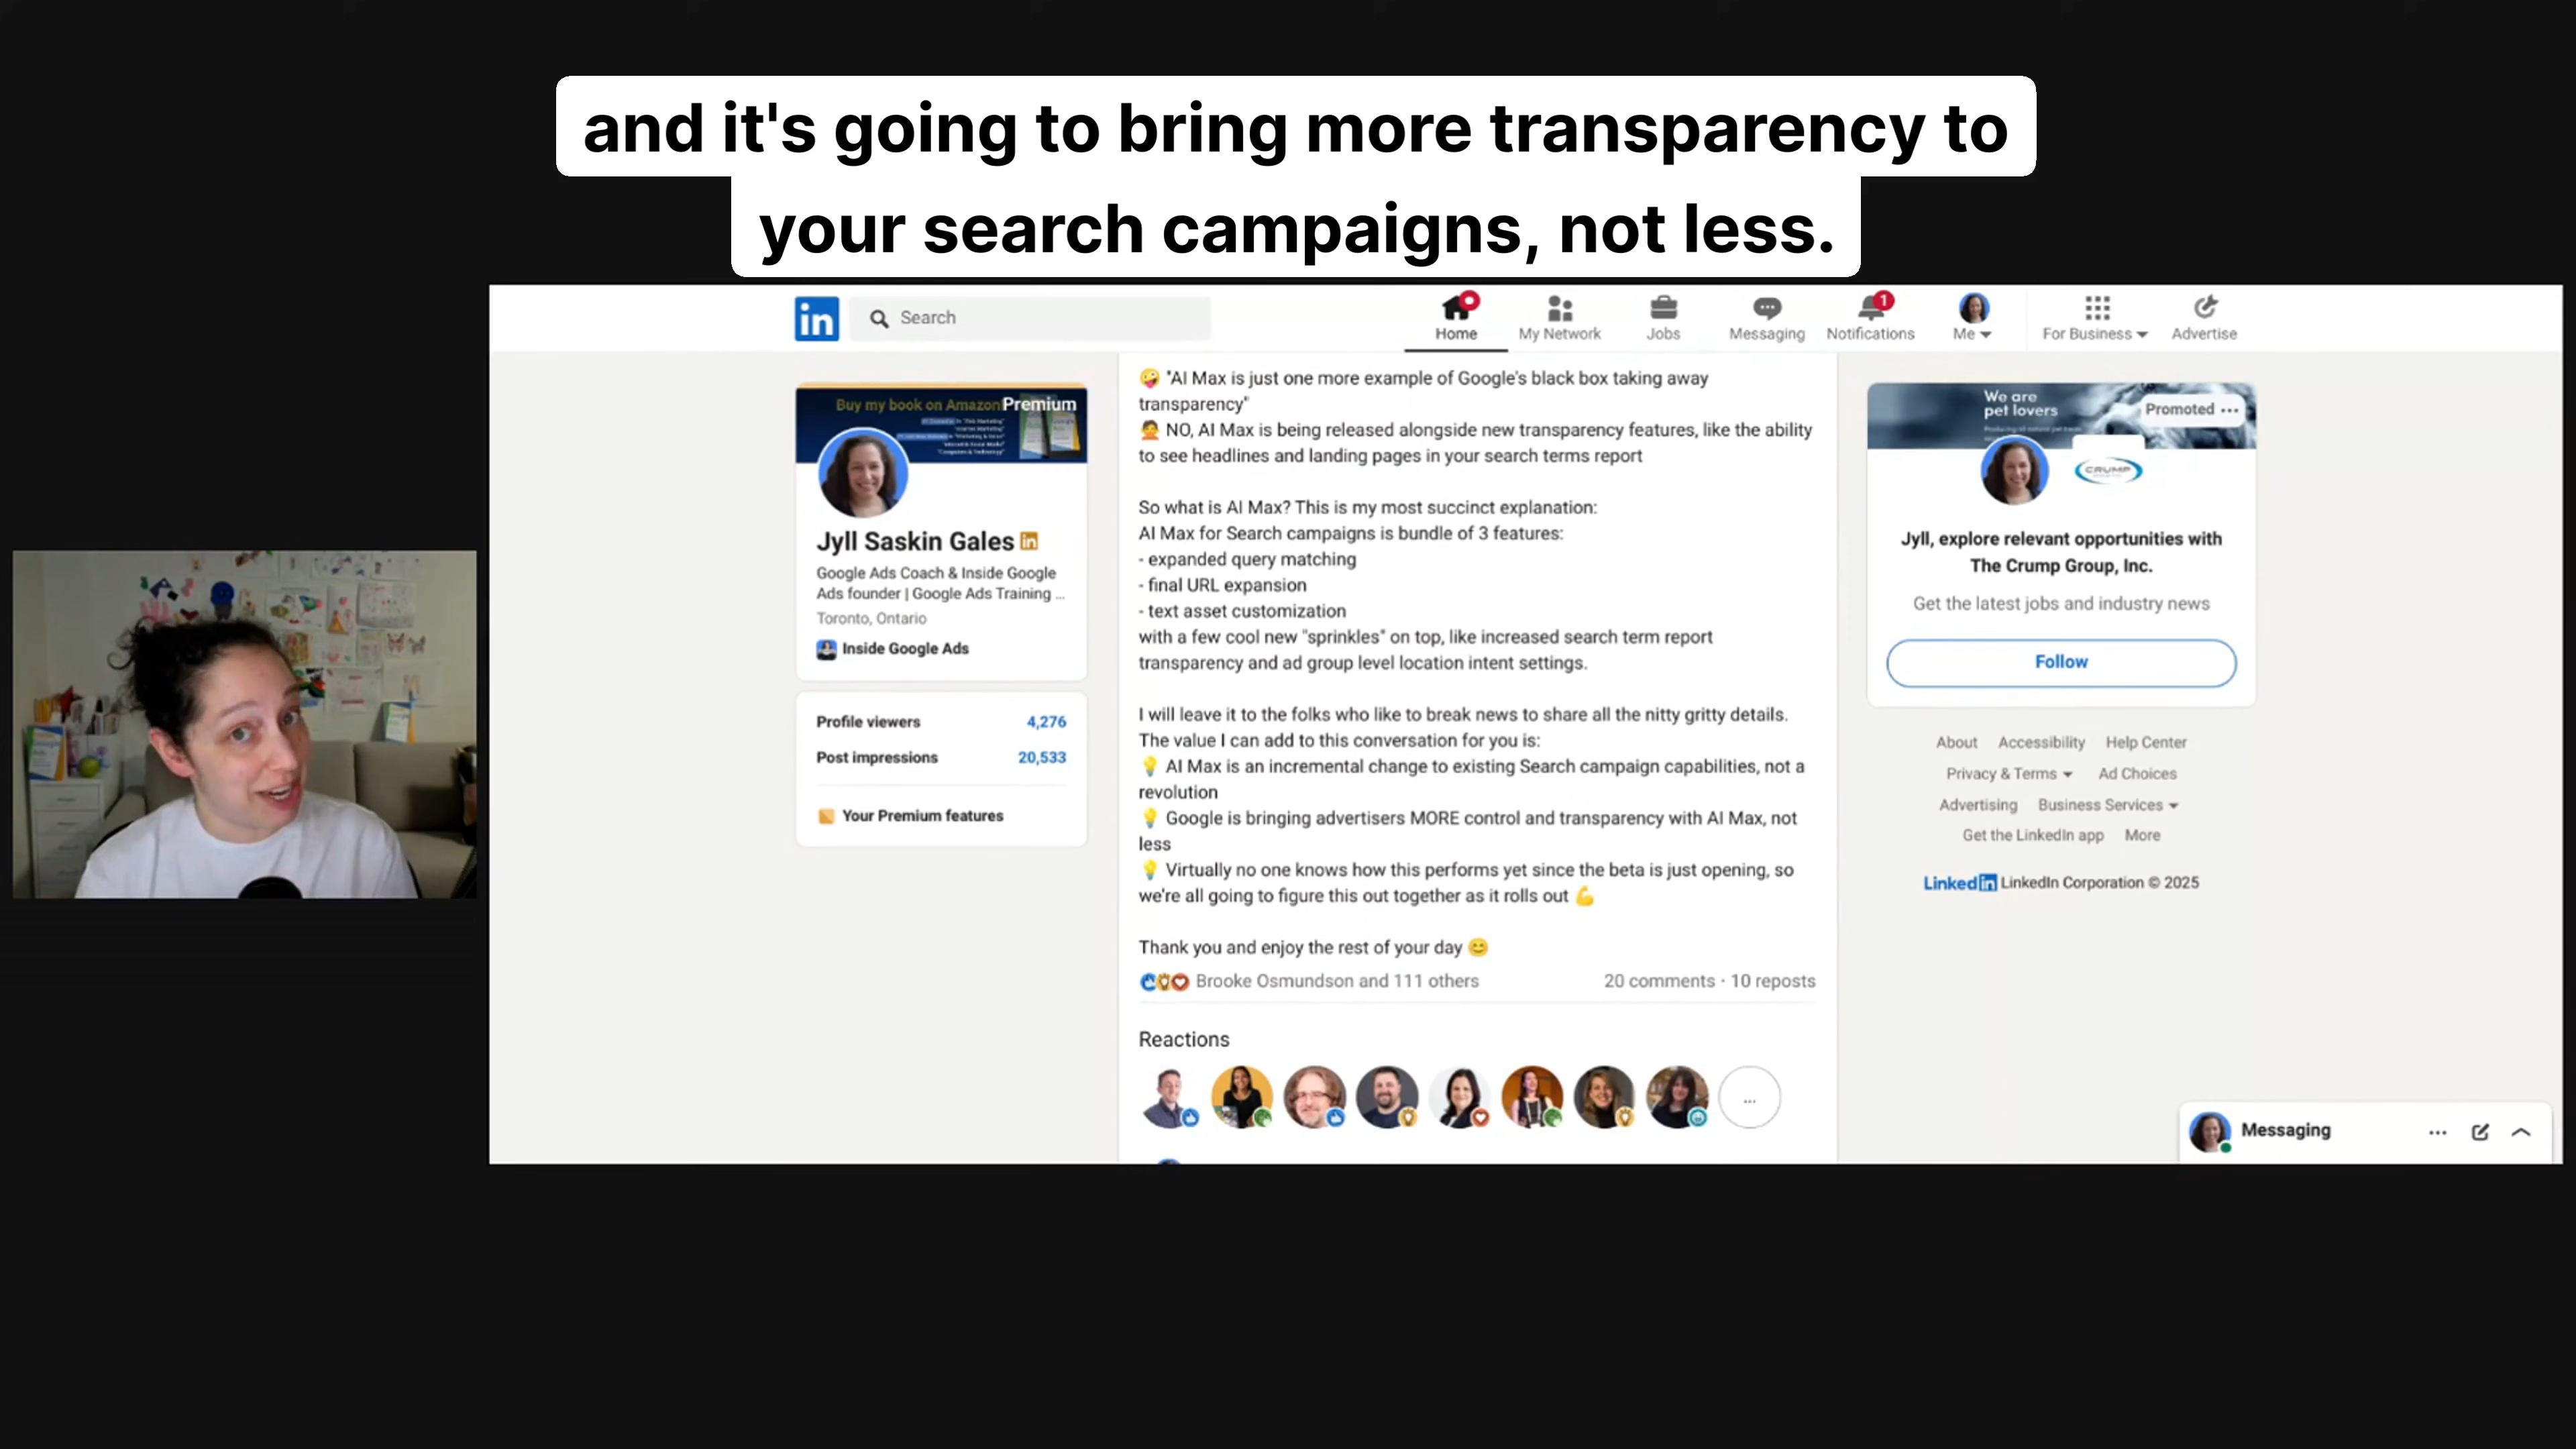 and it's going to bring more transparency to
your search campaigns, not less.
in
Search
Home
My Network
Jobs
Messaging
1
Notifications
Me
For Business
Advertise
Buy my book on Amazon
Premium
Jyll Saskin Gales in
Google Ads Coach & Inside Google
Ads founder | Google Ads Training ...
Toronto, Ontario
Inside Google Ads
Profile viewers 4,276
Post impressions 20,533
Your Premium features
🤪 "AI Max is just one more example of Google's black box taking away
transparency"
🙅 NO, AI Max is being released alongside new transparency features, like the ability
to see headlines and landing pages in your search terms report
So what is AI Max? This is my most succinct explanation:
AI Max for Search campaigns is bundle of 3 features:
- expanded query matching
- final URL expansion
- text asset customization
with a few cool new "sprinkles" on top, like increased search term report
transparency and ad group level location intent settings.
I will leave it to the folks who like to break news to share all the nitty gritty details.
The value I can add to this conversation for you is:
💡 AI Max is an incremental change to existing Search campaign capabilities, not a
revolution
💡 Google is bringing advertisers MORE control and transparency with AI Max, not
less
💡 Virtually no one knows how this performs yet since the beta is just opening, so
we're all going to figure this out together as it rolls out 💪
Thank you and enjoy the rest of your day 😊
Brooke Osmundson and 111 others
20 comments · 10 reposts
Reactions
...
We are
pet lovers
Promoted ...
CRUMP
Jyll, explore relevant opportunities with
The Crump Group, Inc.
Get the latest jobs and industry news
Follow
About Accessibility Help Center
Privacy & Terms Ad Choices
Advertising Business Services
Get the LinkedIn app More
LinkedIn LinkedIn Corporation © 2025
Messaging ...